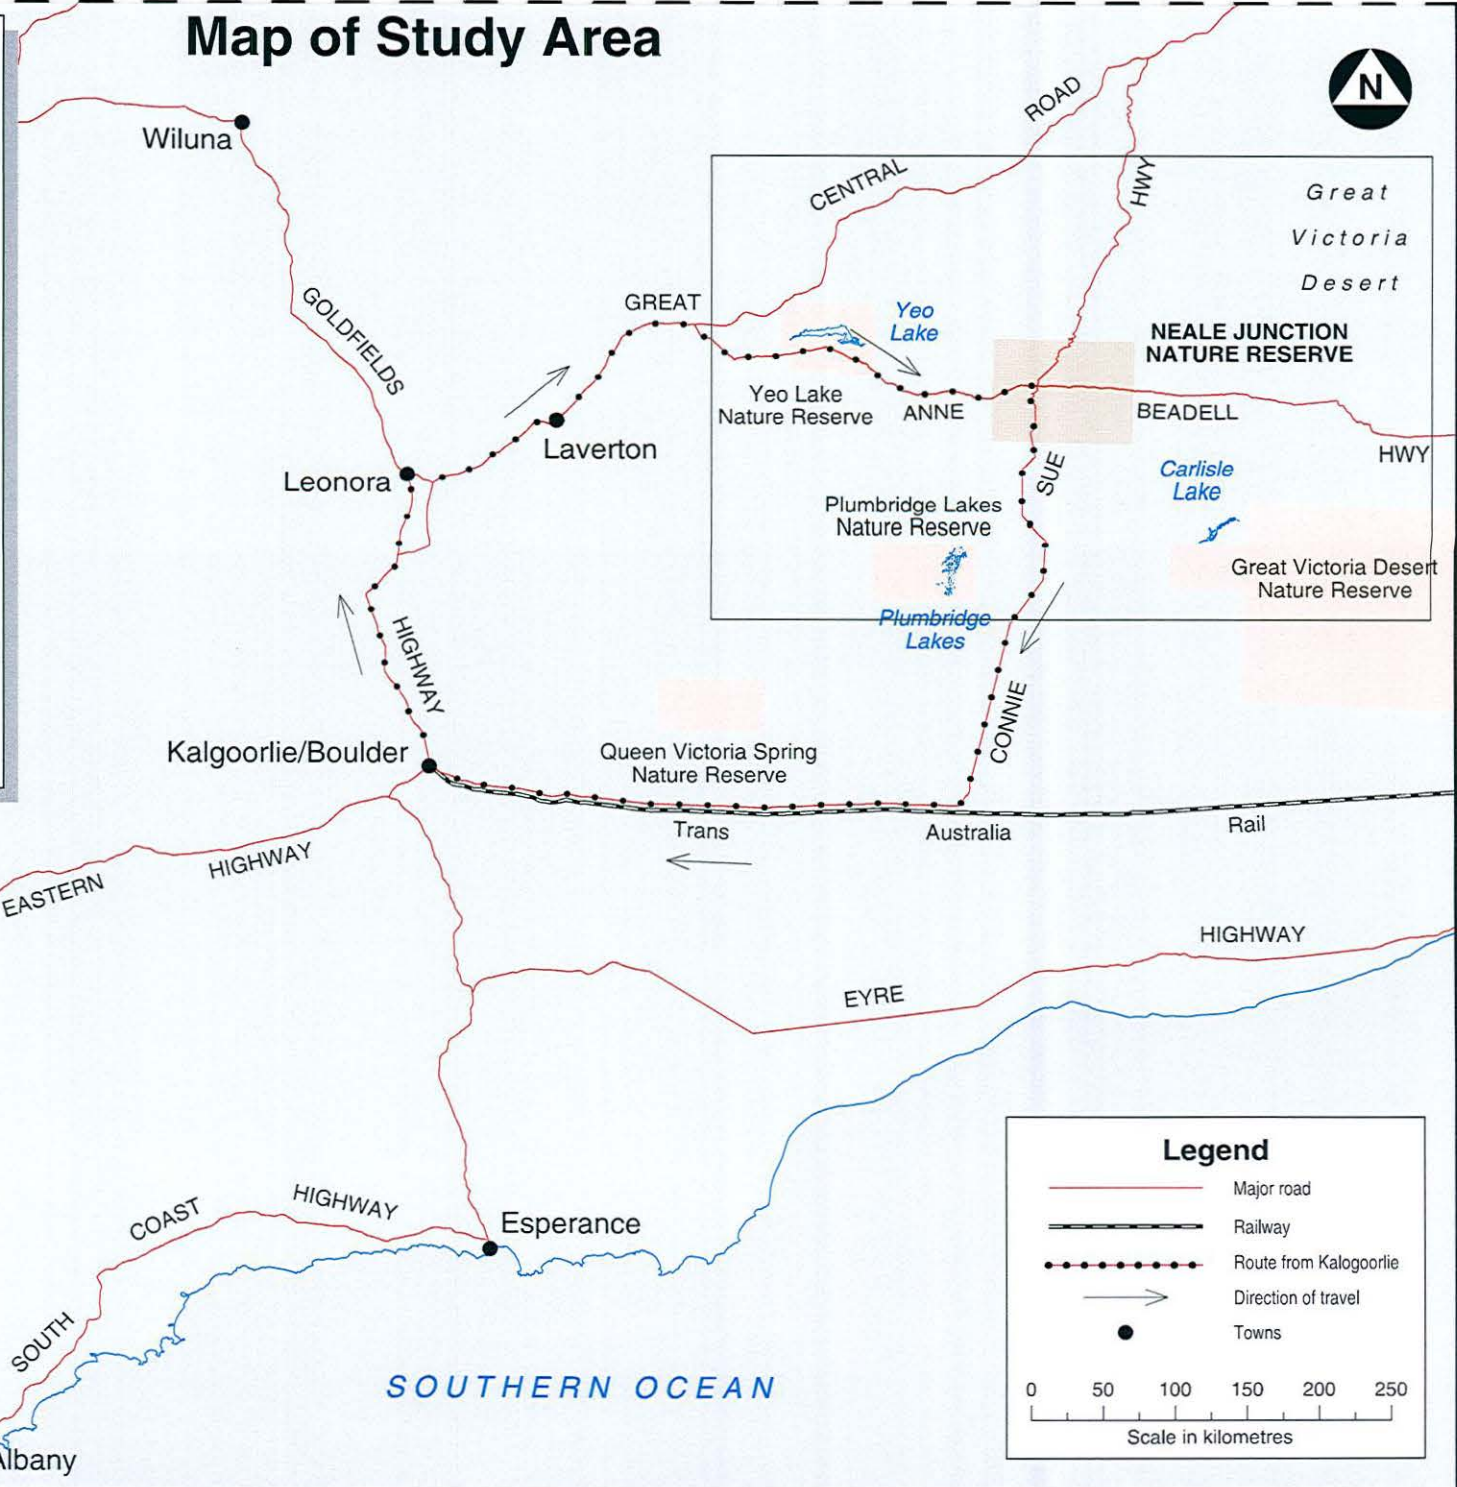 Map of Study Area
N
Wiluna
ROAD
CENTRAL
HWY
Great
Victoria
Desert
GOLDFIELDS
GREAT
Yeo
Lake
NEALE JUNCTION
NATURE RESERVE
Yeo Lake
Nature Reserve
ANNE
BEADELL
HWY
Laverton
Leonora
SUE
Carlisle
Lake
Plumbridge Lakes
Nature Reserve
Great Victoria Desert
Nature Reserve
Plumbridge
Lakes
HIGHWAY
CONNIE
Kalgoorlie/Boulder
Queen Victoria Spring
Nature Reserve
Trans
Australia
Rail
HIGHWAY
EASTERN
HIGHWAY
EYRE
COAST
HIGHWAY
Esperance
SOUTH
SOUTHERN OCEAN
Albany
Legend
Major road
Railway
Route from Kalogoorlie
Direction of travel
Towns
0 50 100 150 200 250
Scale in kilometres